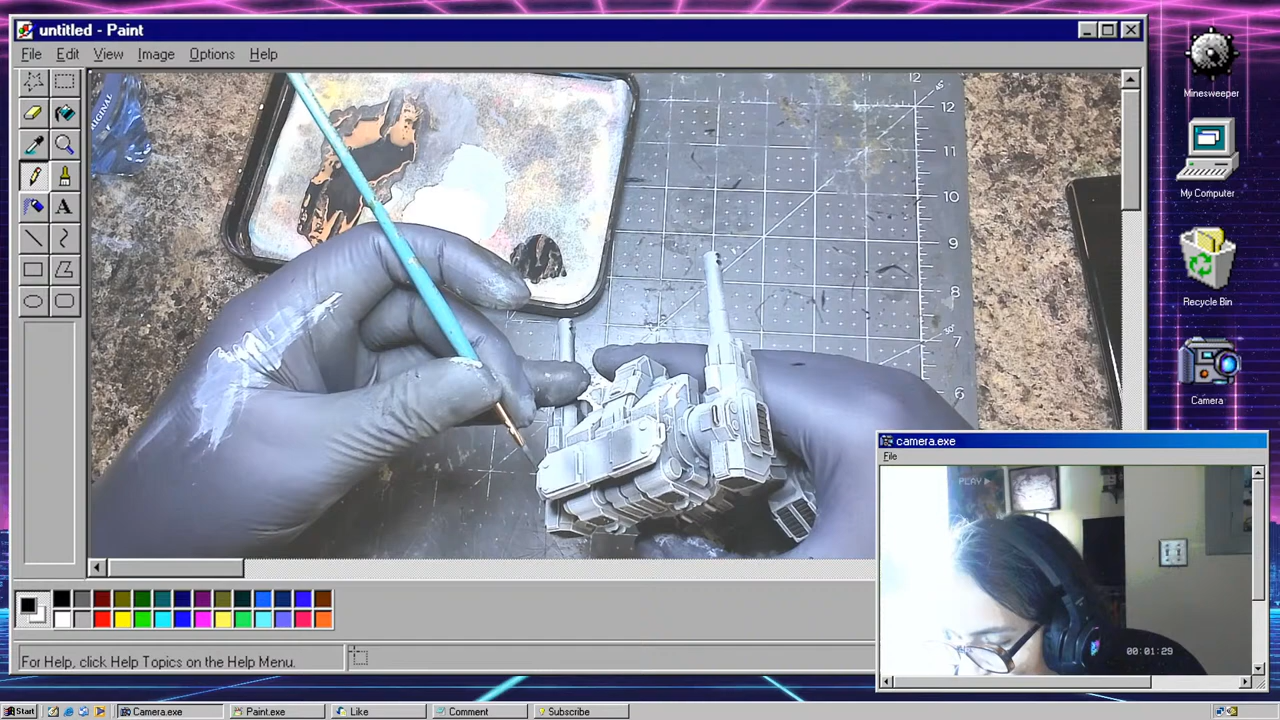 untitled - Paint
File Edit View Image Options Help
ORIGINAL
12
12
11
10
9
8
7
6
Minesweeper
My Computer
Recycle Bin
Camera
camera.exe
File
PLAY
00:01:29
For Help, click Help Topics on the Help Menu.
Start Camera.exe Paint.exe Like Comment Subscribe